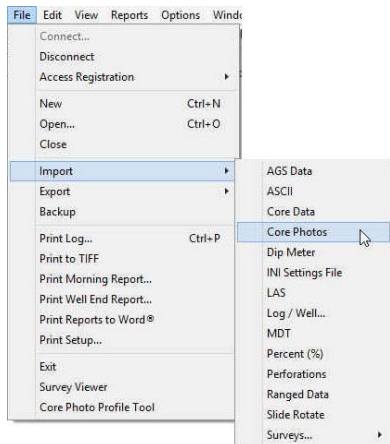 File Edit View Reports Options
Connect...
Disconnect
Access Registration
New Ctrl+N
Open... Ctrl+O
Close
Import
Export
Backup
Print Log... Ctrl+P
Print to TIFF
Print Morning Report...
Print Well End Report...
Print Reports to Word®
Print Setup...
Exit
Survey Viewer
Core Photo Profile Tool
AGS Data
ASCII
Core Data
Core Photos
Dip Meter
INI Settings File
LAS
Log / Well...
MDT
Percent (%)
Perforations
Ranged Data
Slide Rotate
Surveys...